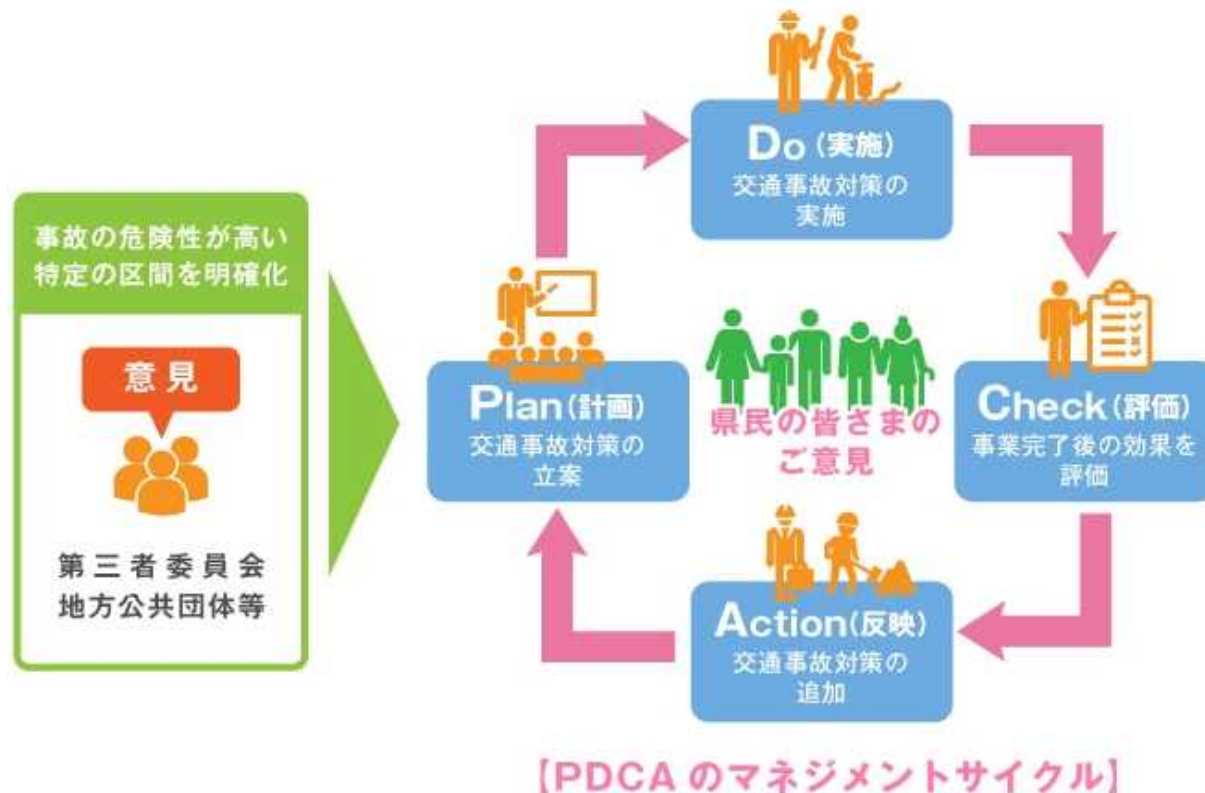 事故の危険性が高い
特定の区間を明確化
意見
第三者委員会
地方公共団体等
Plan(計画)
交通事故対策の
立案
Do(実施)
交通事故対策の
実施
Check(評価)
事業完了後の効果を
評価
Action(反映)
交通事故対策の
追加
県民の皆さまの
ご意見
【PDCAのマネジメントサイクル】